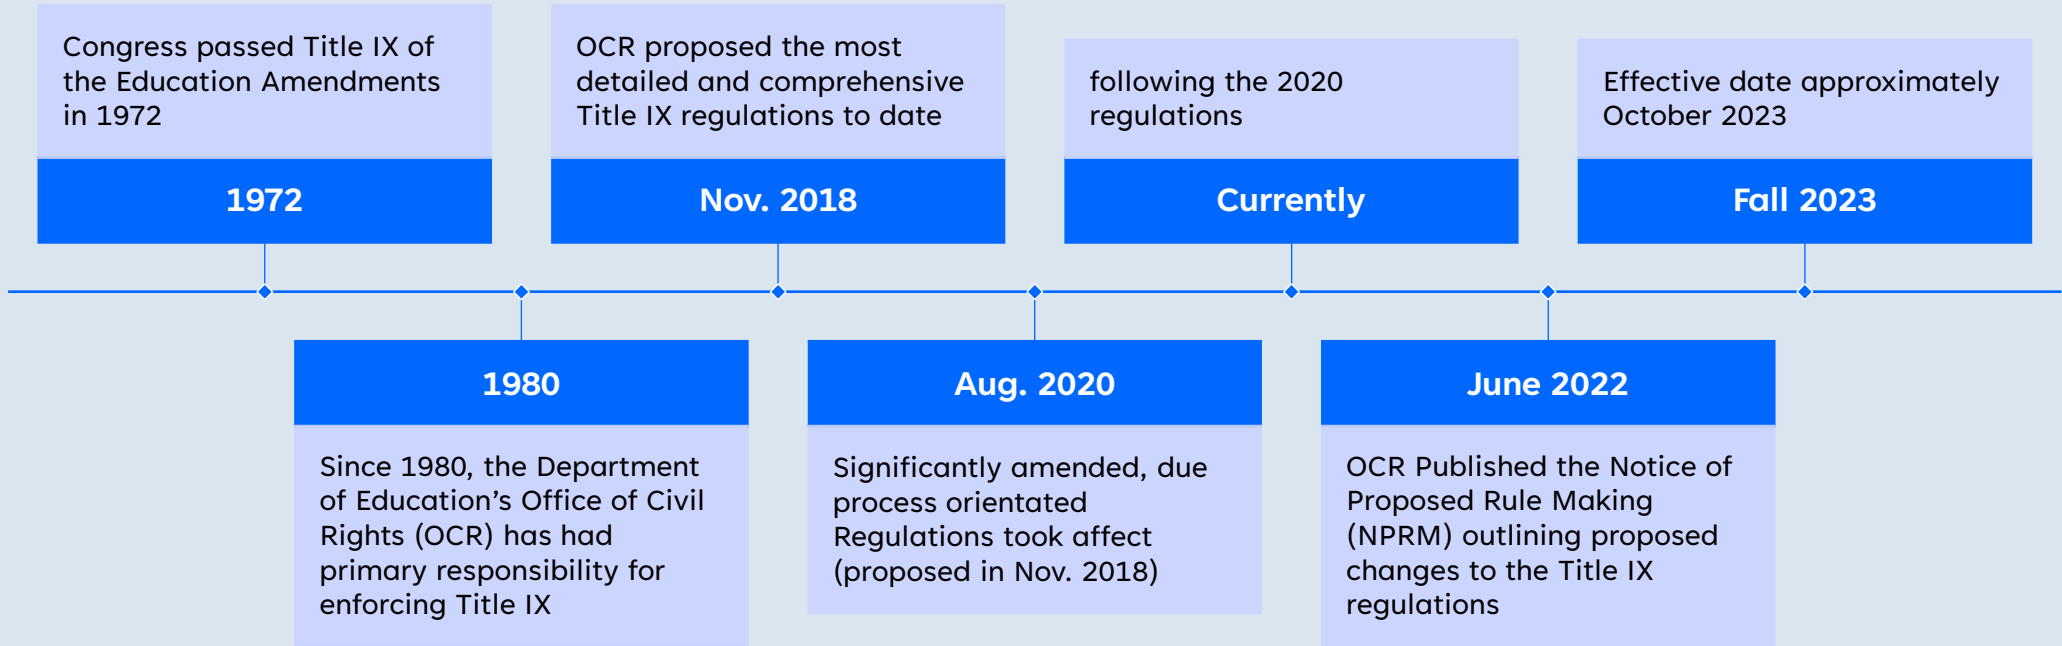 Congress passed Title IX of
the Education Amendments
in 1972
1972
Since 1980, the Department
of Education’s Office of Civil
Rights (OCR) has had
primary responsibility for
enforcing Title IX
1980
OCR proposed the most
detailed and comprehensive
Title IX regulations to date
Nov. 2018
Aug. 2020
Significantly amended, due
process orientated
Regulations took affect
(proposed in Nov. 2018)
following the 2020
regulations
Currently
June 2022
OCR Published the Notice of
Proposed Rule Making
(NPRM) outlining proposed
changes to the Title IX
regulations
Effective date approximately
October 2023
Fall 2023